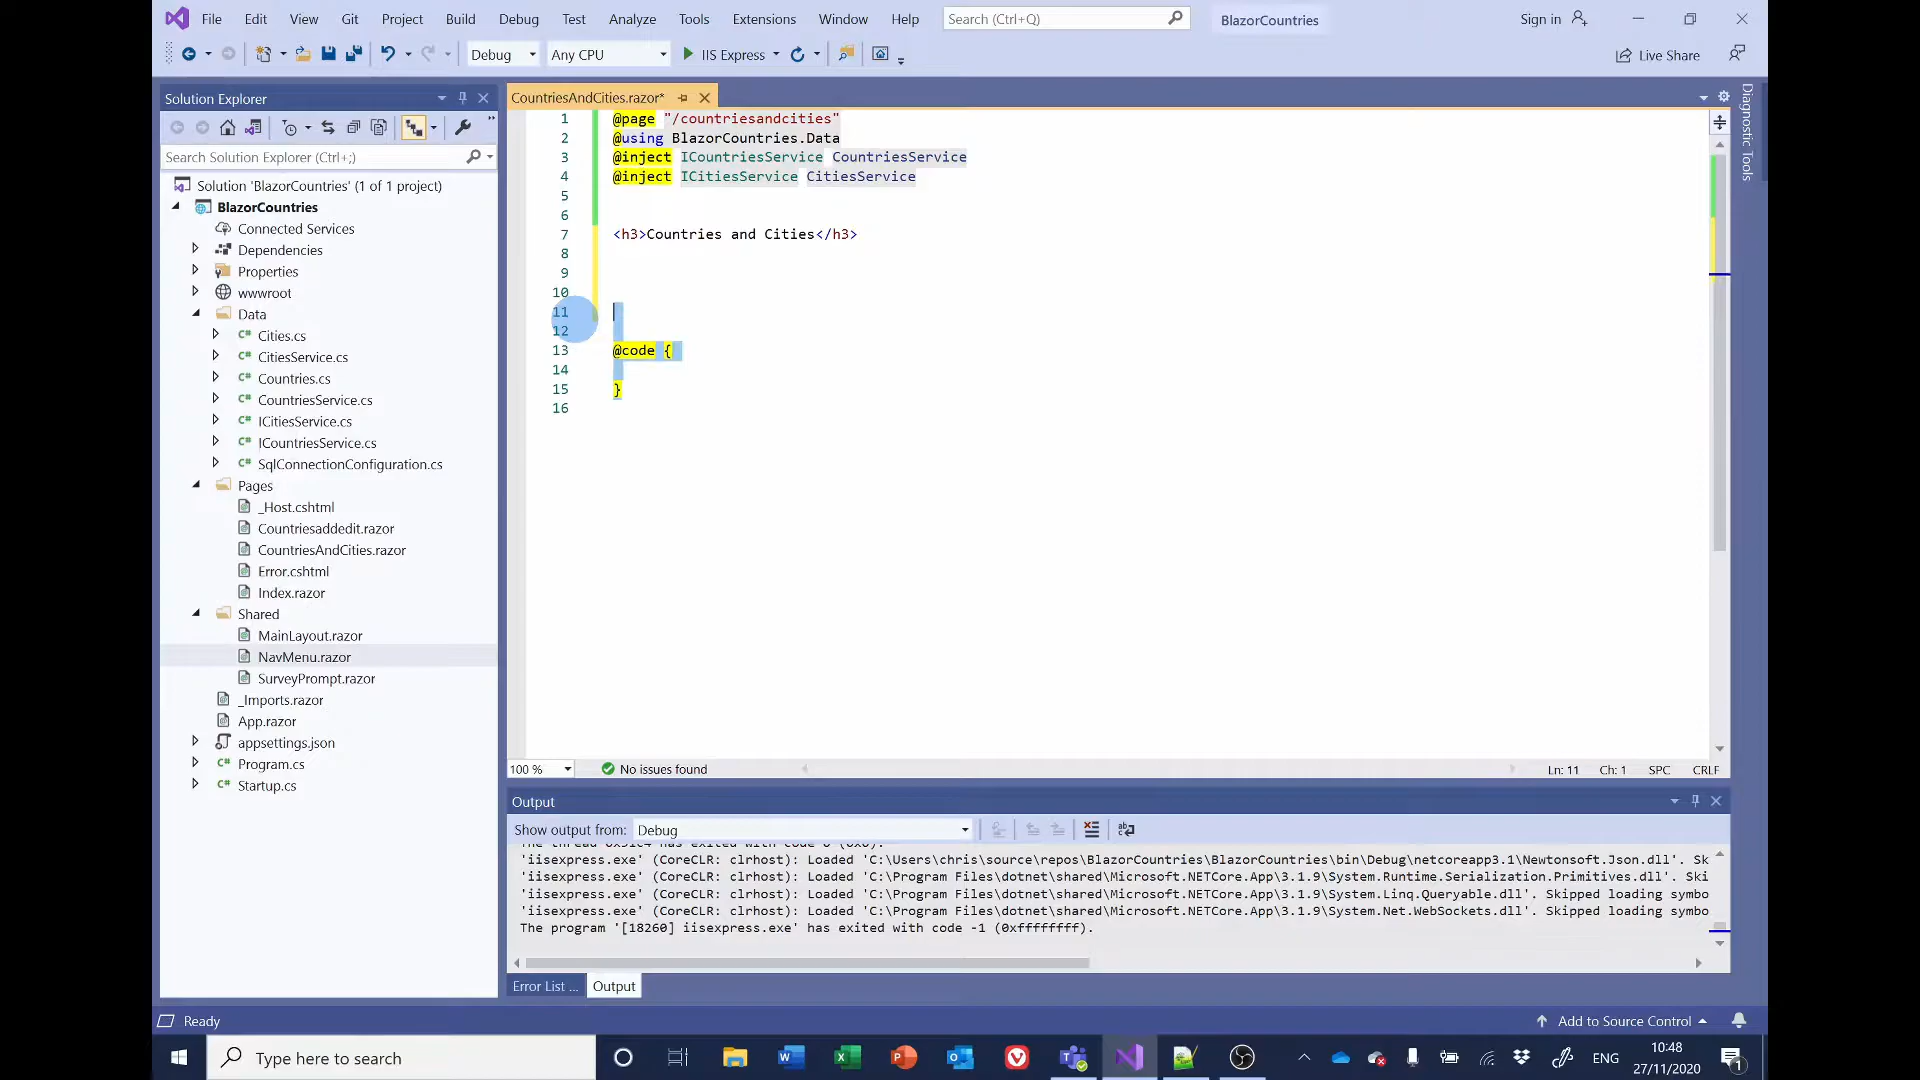 File Edit View Git Project Build Debug Test Analyze Tools Extensions Window Help Search (Ctrl+Q) BlazorCountries Sign in
Debug Any CPU IIS Express Live Share
Solution Explorer
Search Solution Explorer (Ctrl+;)
Solution 'BlazorCountries' (1 of 1 project)
BlazorCountries
Connected Services
Dependencies
Properties
wwwroot
Data
C# Cities.cs
C# CitiesService.cs
C# Countries.cs
C# CountriesService.cs
C# ICitiesService.cs
C# ICountriesService.cs
C# SqlConnectionConfiguration.cs
Pages
_Host.cshtml
Countriesaddedit.razor
CountriesAndCities.razor
Error.cshtml
Index.razor
Shared
MainLayout.razor
NavMenu.razor
SurveyPrompt.razor
_Imports.razor
App.razor
appsettings.json
C# Program.cs
C# Startup.cs
CountriesAndCities.razor*
1 @page "/countriesandcities"
2 @using BlazorCountries.Data
3 @inject ICountriesService CountriesService
4 @inject ICitiesService CitiesService
5
6
7 <h3>Countries and Cities</h3>
8
9
10
11
12
13 @code {
14
15 }
16
Diagnostic Tools
100 % No issues found Ln: 11 Ch: 1 SPC CRLF
Output
Show output from: Debug
'iisexpress.exe' (CoreCLR: clrhost): Loaded 'C:\Users\chris\source\repos\BlazorCountries\BlazorCountries\bin\Debug\netcoreapp3.1\Newtonsoft.Json.dll'. Sk
'iisexpress.exe' (CoreCLR: clrhost): Loaded 'C:\Program Files\dotnet\shared\Microsoft.NETCore.App\3.1.9\System.Runtime.Serialization.Primitives.dll'. Ski
'iisexpress.exe' (CoreCLR: clrhost): Loaded 'C:\Program Files\dotnet\shared\Microsoft.NETCore.App\3.1.9\System.Linq.Queryable.dll'. Skipped loading symbo
'iisexpress.exe' (CoreCLR: clrhost): Loaded 'C:\Program Files\dotnet\shared\Microsoft.NETCore.App\3.1.9\System.Net.WebSockets.dll'. Skipped loading symbo
The program '[18260] iisexpress.exe' has exited with code -1 (0xffffffff).
Error List ... Output
Ready Add to Source Control
Type here to search ENG 10:48
27/11/2020 1